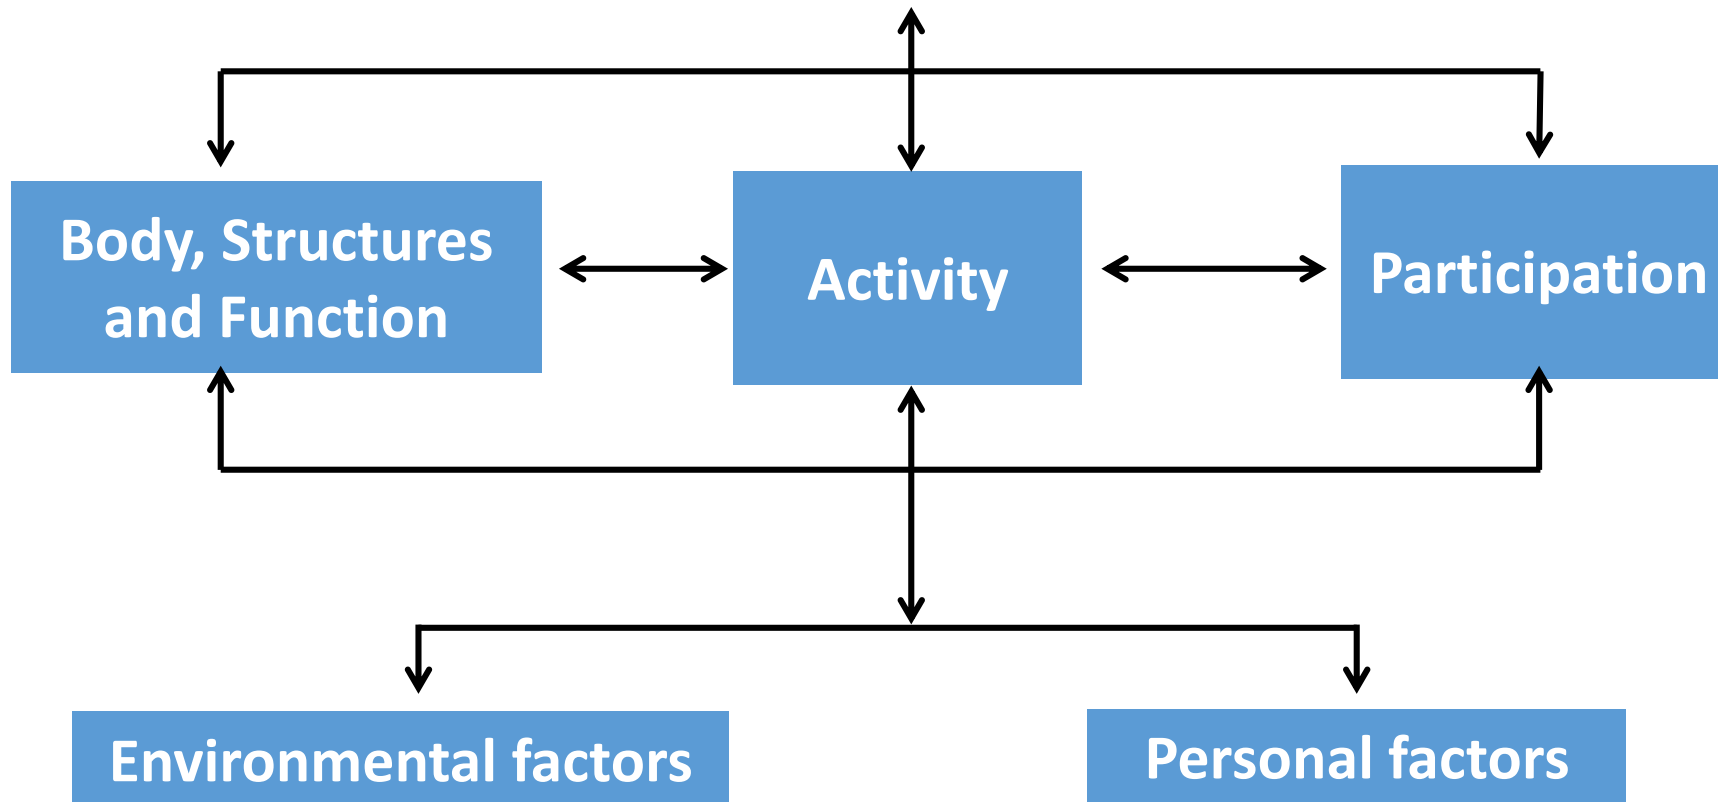 Body, Structures
and Function
Activity
Participation
Environmental factors
Personal factors